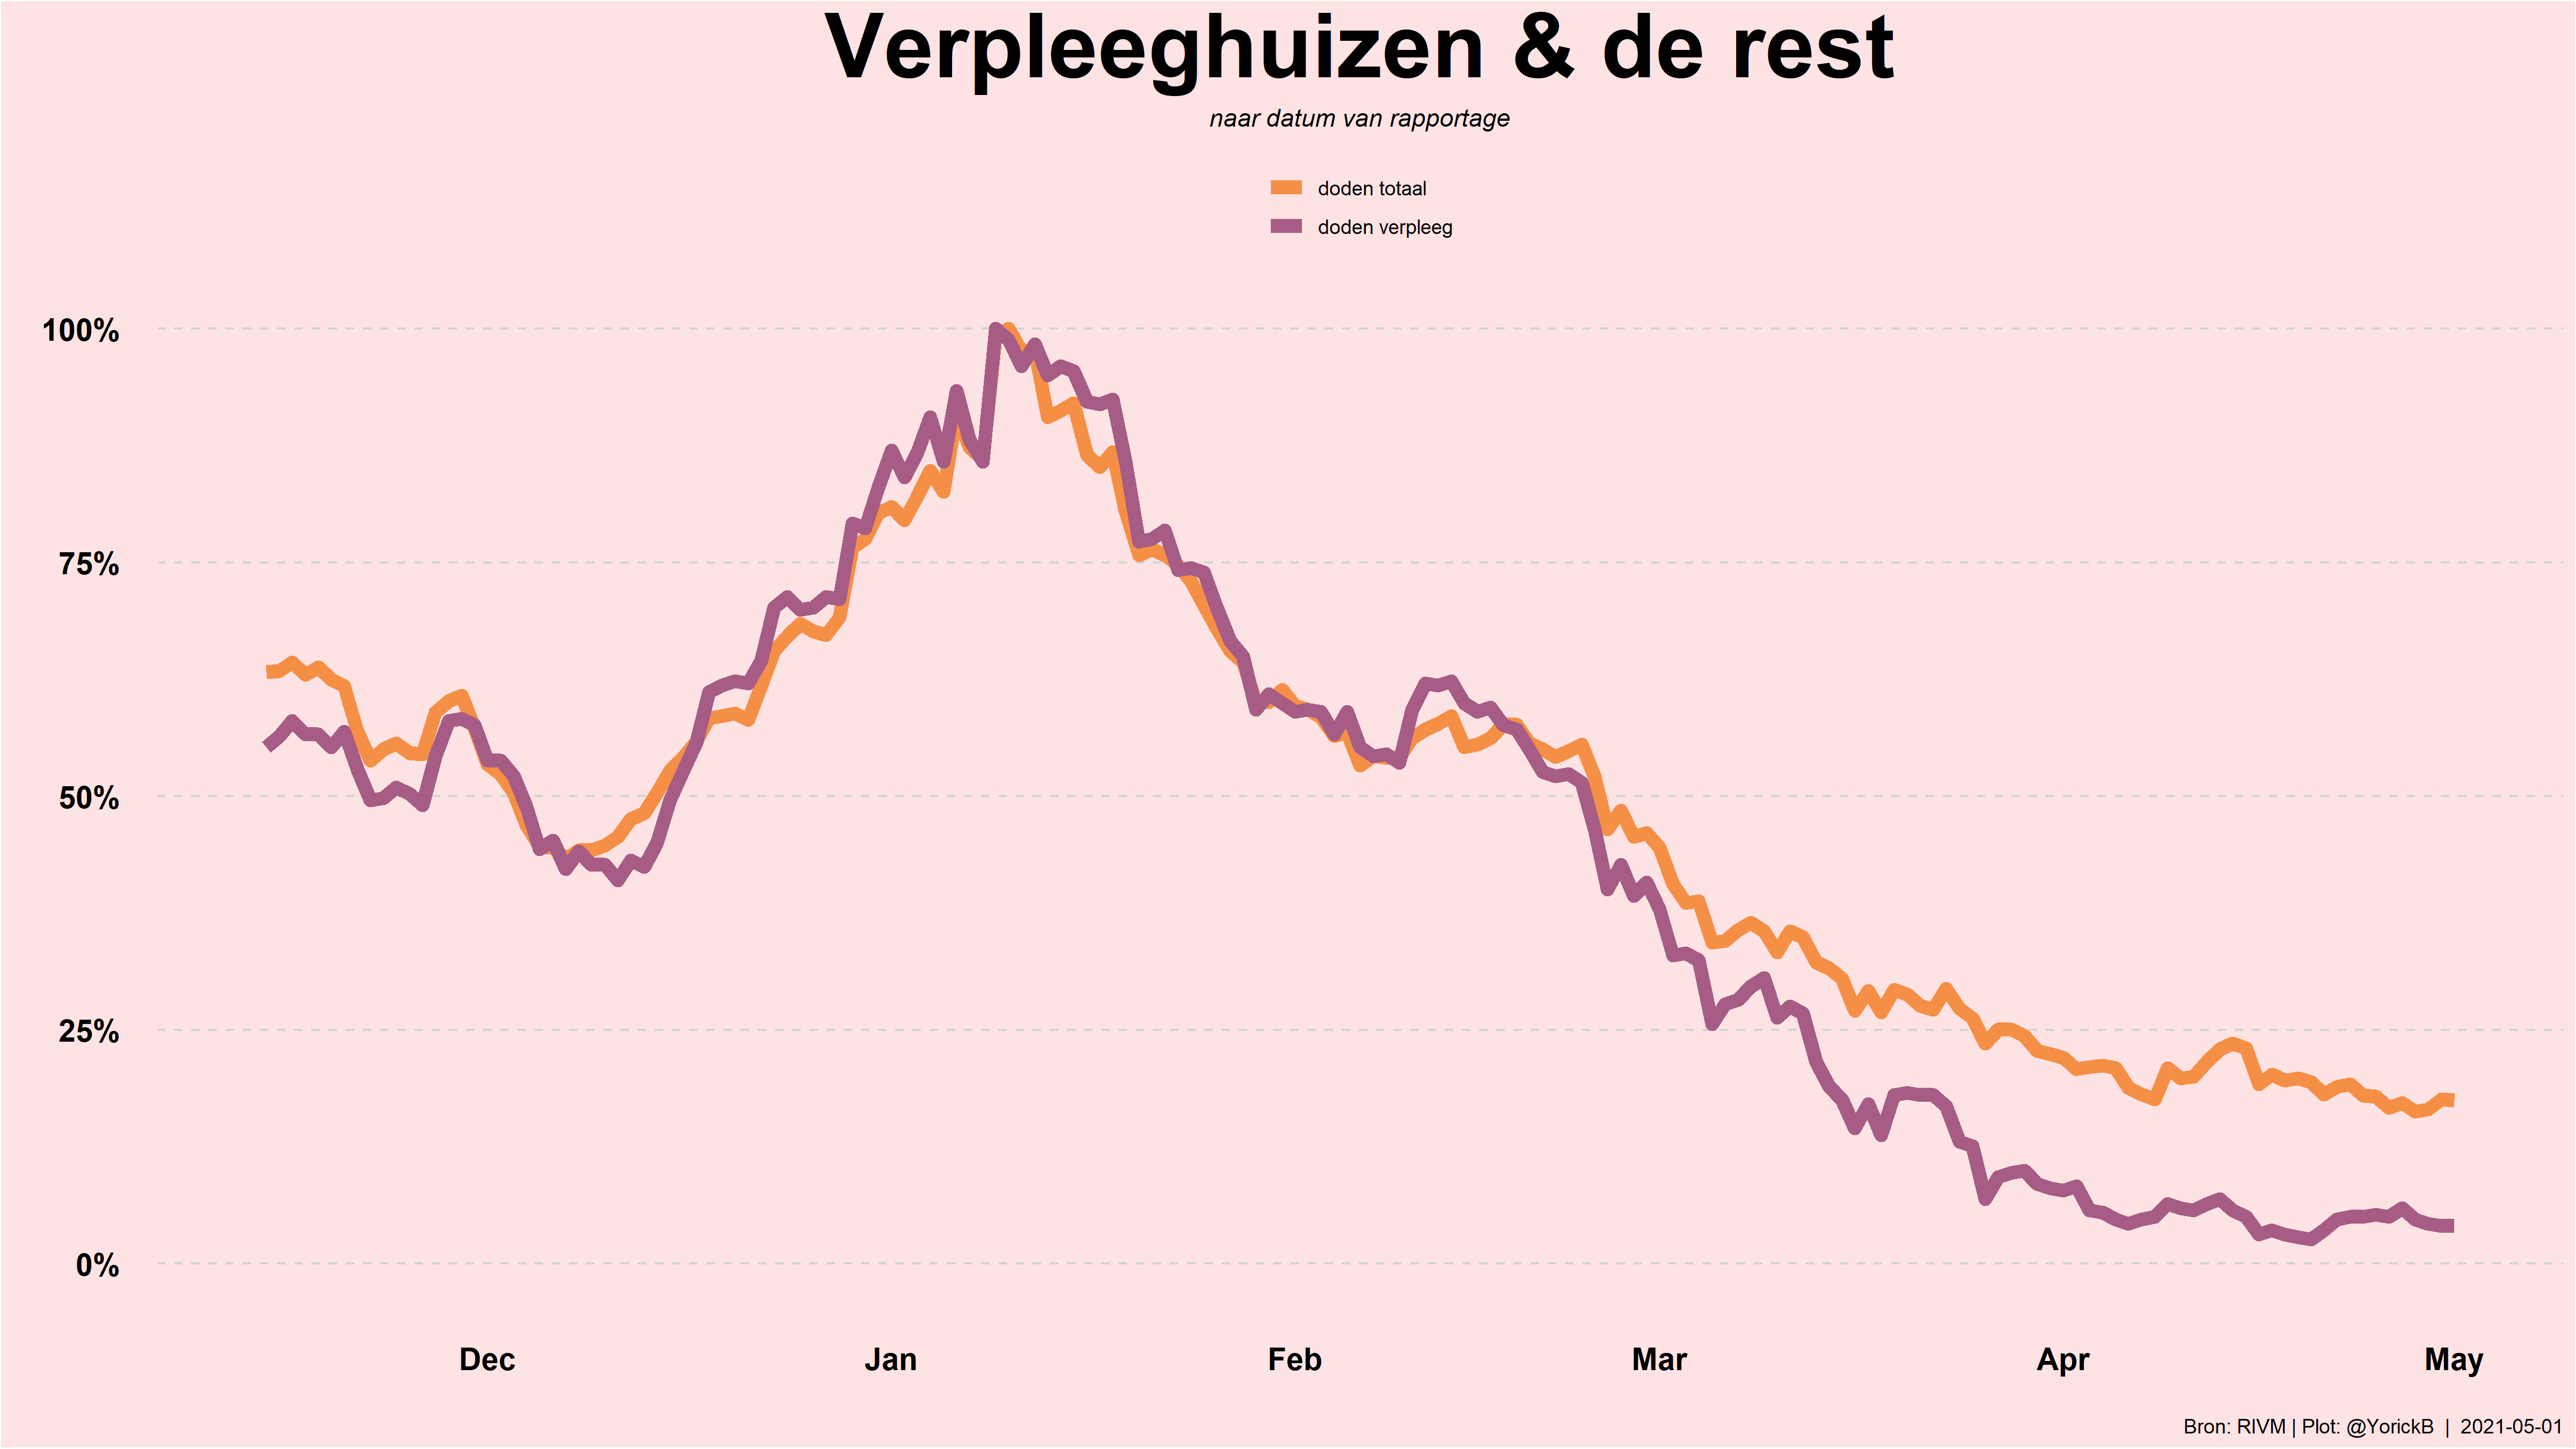 Verpleeghuizen & de rest
naar datum van rapportage
doden totaal
doden verpleeg
100%
75%
50%
25%
0%
Dec Jan Feb Mar Apr May
Bron: RIVM | Plot: @YorickB | 2021-05-01